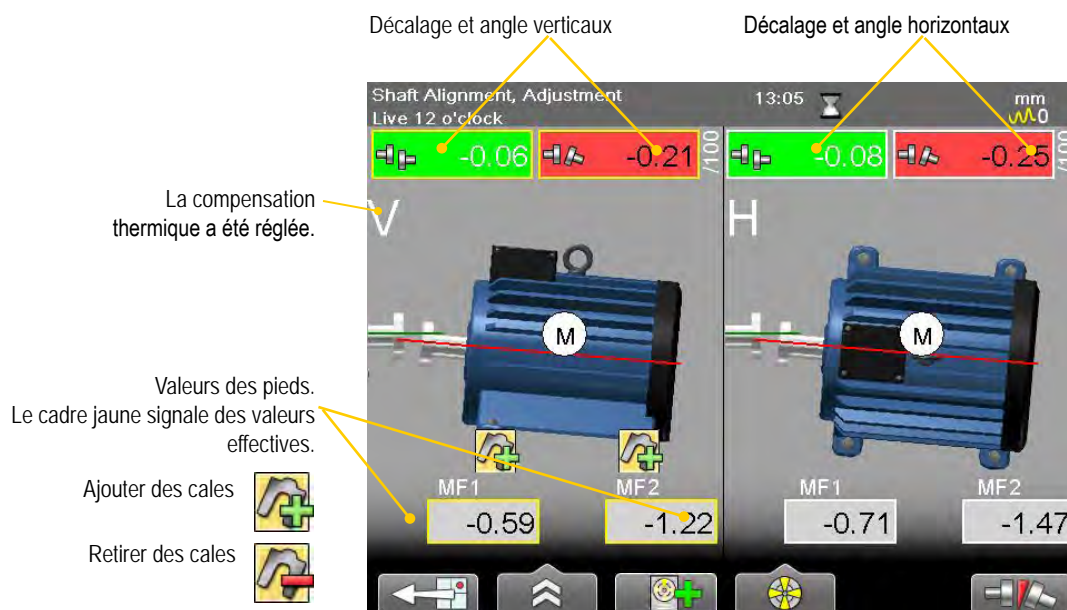 Décalage et angle verticaux
Décalage et angle horizontaux
Shaft Alignment, Adjustment
13:05
mm
Live 12 o'clock
0
-0.06
-0.21
/100
-0.08
-0.25
/100
La compensation
thermique a été réglée.
V
H
M
M
Valeurs des pieds.
Le cadre jaune signale des valeurs
effectives.
Ajouter des cales
Retirer des cales
MF1
MF2
MF1
MF2
-0.59
-1.22
-0.71
-1.47